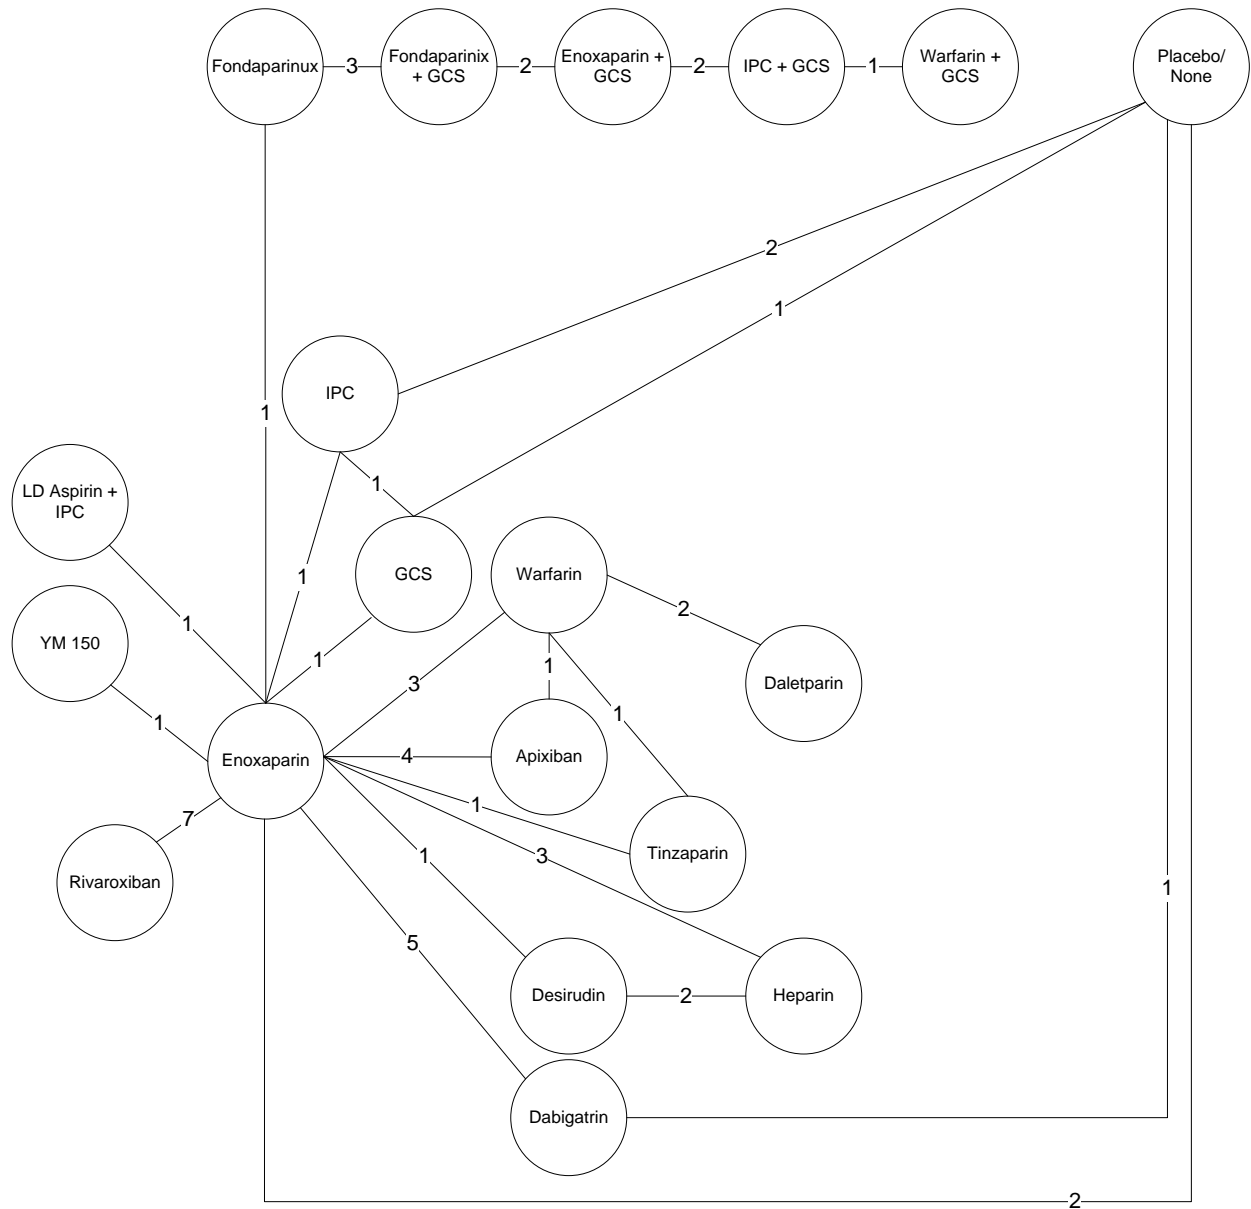 Fondaparinux
3
Fondaparinix
+ GCS
2
Enoxaparin +
GCS
2
IPC + GCS
1
Warfarin +
GCS
Placebo/
None
2
1
IPC
1
LD Aspirin +
IPC
1
1
GCS
Warfarin
1
2
1
YM 150
1
3
1
Daletparin
1
1
Enoxaparin
4
Apixiban
7
1
Tinzaparin
1
3
Rivaroxiban
1
5
Desirudin
2
Heparin
Dabigatrin
2